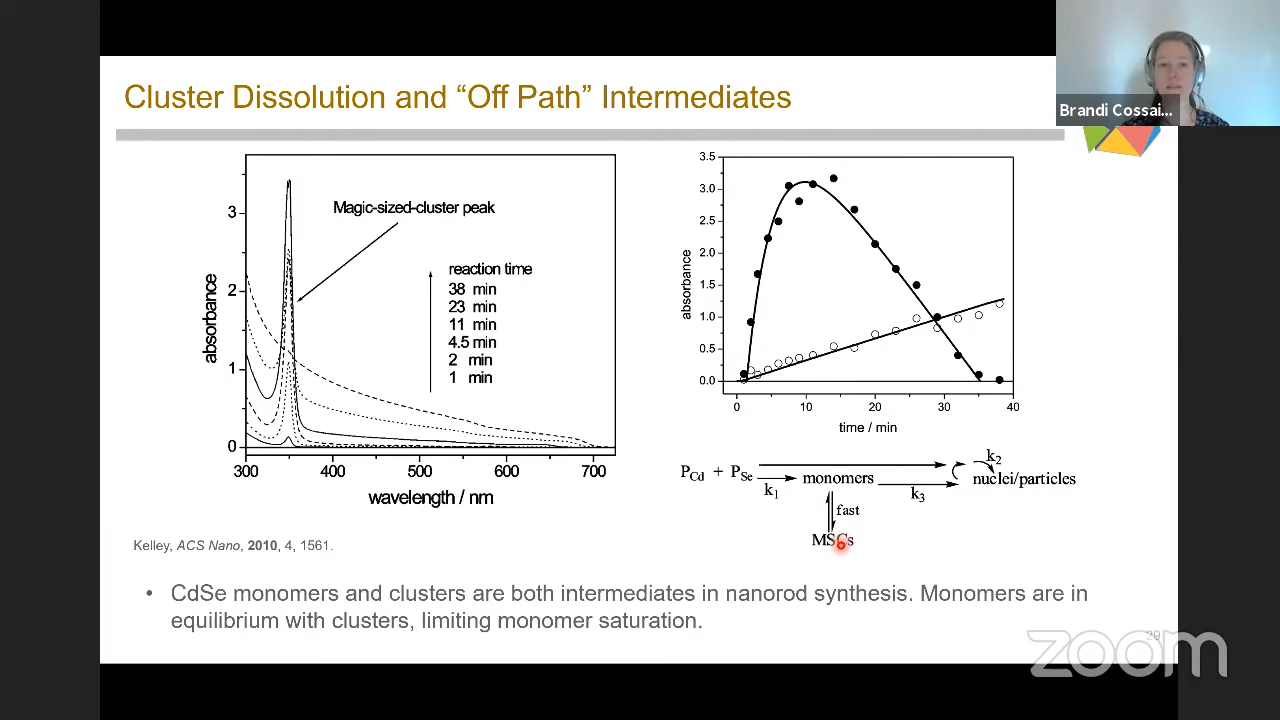 Cluster Dissolution and “Off Path” Intermediates
Brandi Cossai...
Magic-sized-cluster peak
reaction time
38 min
23 min
11 min
4.5 min
2 min
1 min
absorbance
3
2
1
0
300 400 500 600 700
wavelength / nm
3.5
3.0
2.5
2.0
1.5
1.0
0.5
0.0
absorbance
0 10 20 30 40
time / min
PCd + PSe k1 monomers k3 k2 nuclei/particles
fast
MSCs
Kelley, ACS Nano, 2010, 4, 1561.
• CdSe monomers and clusters are both intermediates in nanorod synthesis. Monomers are in
equilibrium with clusters, limiting monomer saturation.
zoom